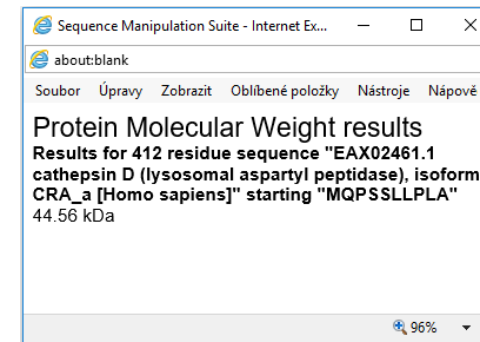 Sequence Manipulation Suite - Internet Ex...
about:blank
Soubor Úpravy Zobrazit Oblíbené položky Nástroje Nápově
Protein Molecular Weight results
Results for 412 residue sequence "EAX02461.1
cathepsin D (lysosomal aspartyl peptidase), isoform
CRA_a [Homo sapiens]" starting "MQPSSLLPLA"
44.56 kDa
96%